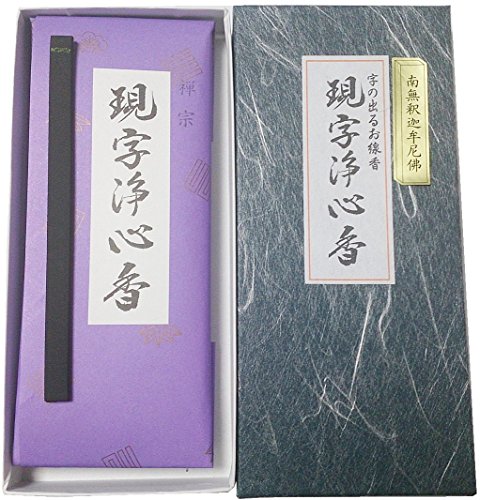 禅宗
現字浄心香
南無釈迦牟尼佛
字の出るお線香
現字浄心香